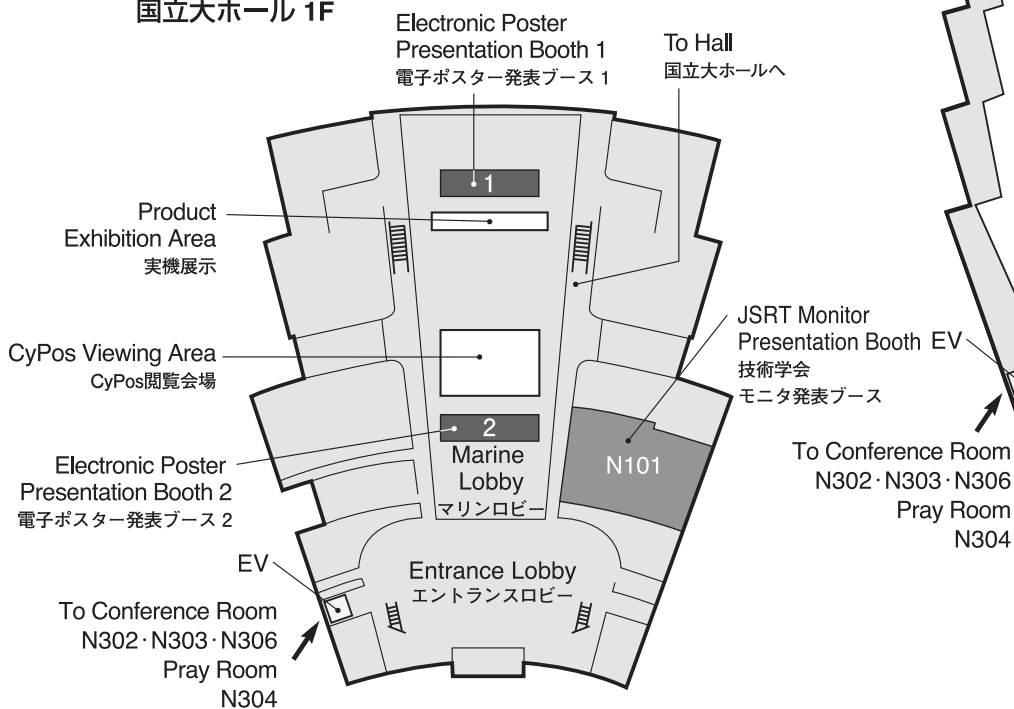 国立大ホール 1F
Electronic Poster
Presentation Booth 1
電子ポスター発表ブース 1
To Hall
国立大ホールへ
1
Product
Exhibition Area
実機展示
CyPos Viewing Area
CyPos閲覧会場
JSRT Monitor
Presentation Booth
技術学会
モニタ発表ブース
EV
2
Marine
Lobby
マリンロビー
N101
Electronic Poster
Presentation Booth 2
電子ポスター発表ブース 2
To Conference Room
N302･N303･N306
Pray Room
N304
EV
Entrance Lobby
エントランスロビー
To Conference Room
N302･N303･N306
Pray Room
N304